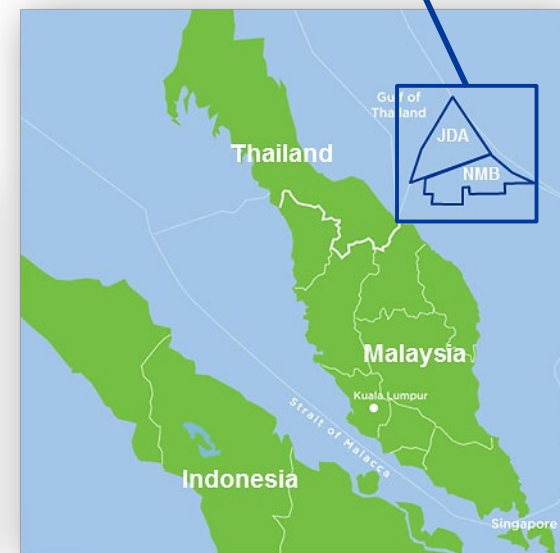 Gulf of
Thailand
JDA
NMB
Thailand
Malaysia
Kuala Lumpur
Strait of Malacca
Indonesia
Singapore